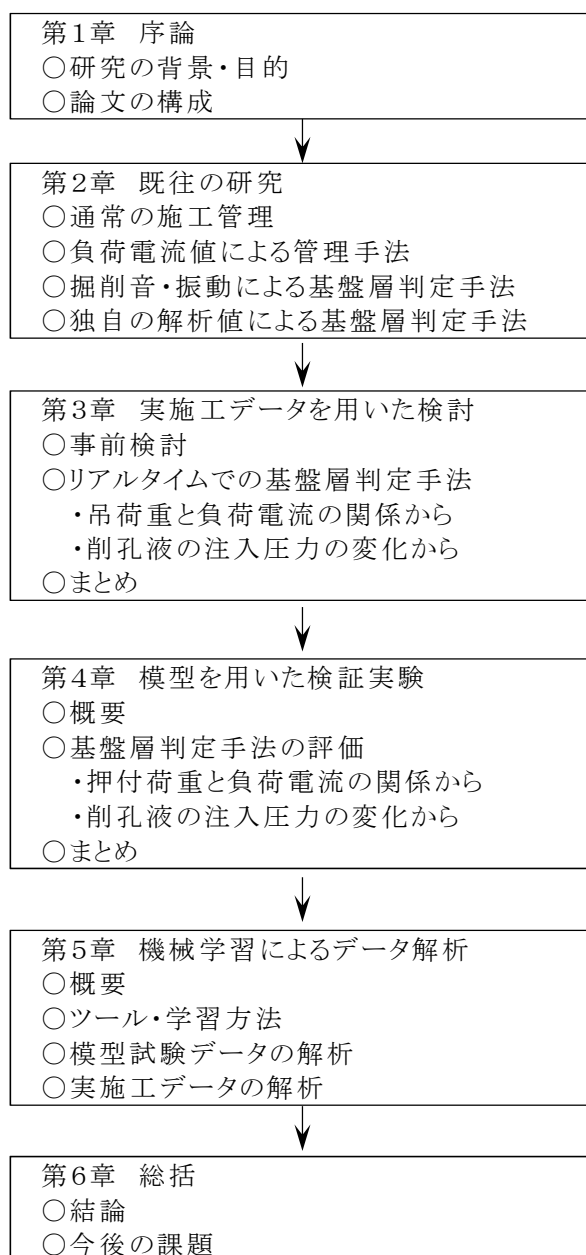 第1章 序論
○研究の背景・目的
○論文の構成
第2章 既往の研究
○通常の施工管理
○負荷電流値による管理手法
○掘削音・振動による基盤層判定手法
○独自の解析値による基盤層判定手法
第3章 実施工データを用いた検討
○事前検討
○リアルタイムでの基盤層判定手法
・吊荷重と負荷電流の関係から
・削孔液の注入圧力の変化から
○まとめ
第4章 模型を用いた検証実験
○概要
○基盤層判定手法の評価
・押付荷重と負荷電流の関係から
・削孔液の注入圧力の変化から
○まとめ
第5章 機械学習によるデータ解析
○概要
○ツール・学習方法
○模型試験データの解析
○実施工データの解析
第6章 総括
○結論
○今後の課題